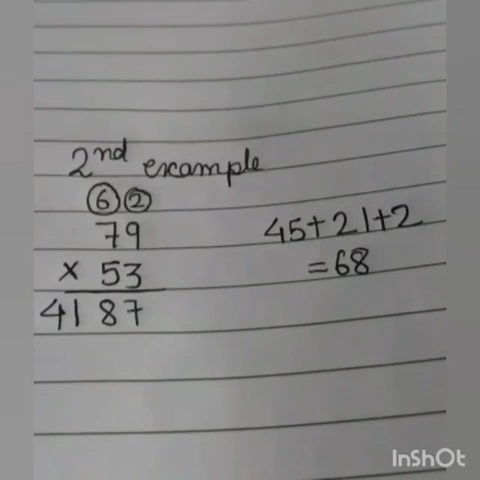 2nd example
⑥②
79 45+21+2
× 53 =68
4187
InShOt